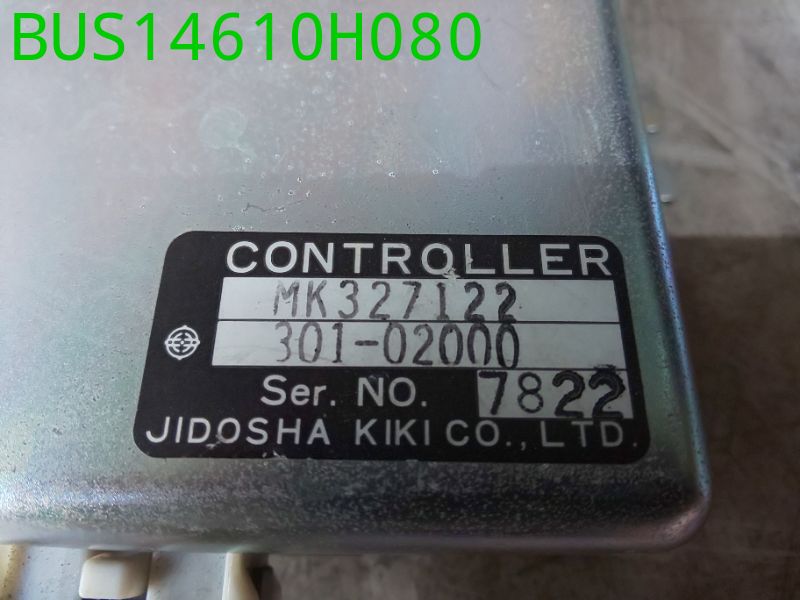 BUS14610H080
CONTROLLER
MK327122
301-02000
Ser. NO. 7822
JIDOSHA KIKI CO., LTD.